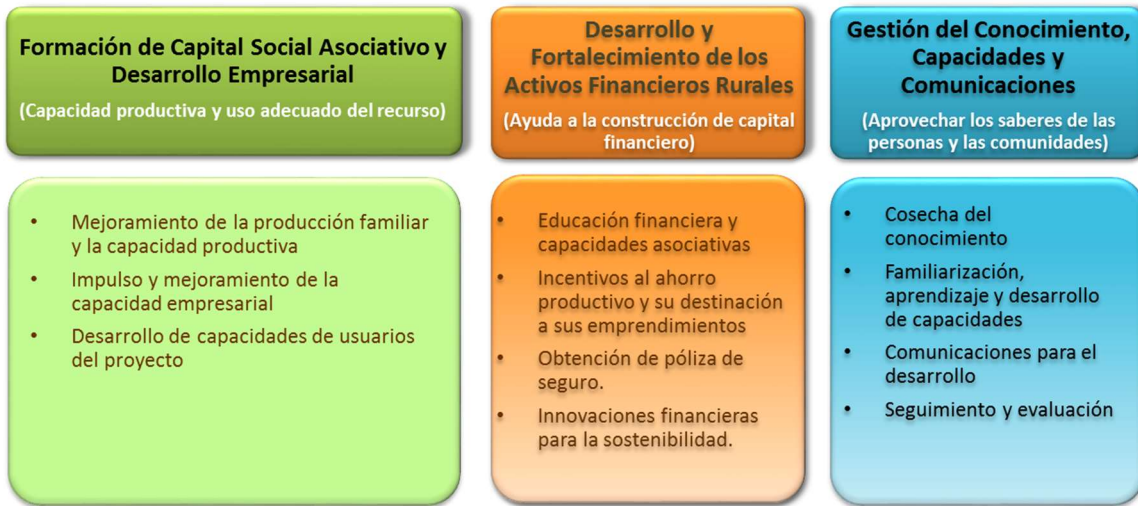 Formación de Capital Social Asociativo y
Desarrollo Empresarial
(Capacidad productiva y uso adecuado del recurso)
• Mejoramiento de la producción familiar
y la capacidad productiva
• Impulso y mejoramiento de la
capacidad empresarial
• Desarrollo de capacidades de usuarios
del proyecto
Desarrollo y
Fortalecimiento de los
Activos Financieros Rurales
(Ayuda a la construcción de capital
financiero)
• Educación financiera y
capacidades asociativas
• Incentivos al ahorro
productivo y su destinación
a sus emprendimientos
• Obtención de póliza de
seguro.
• Innovaciones financieras
para la sostenibilidad.
Gestión del Conocimiento,
Capacidades y
Comunicaciones
(Aprovechar los saberes de las
personas y las comunidades)
• Cosecha del
conocimiento
• Familiarización,
aprendizaje y desarrollo
de capacidades
• Comunicaciones para el
desarrollo
• Seguimiento y evaluación